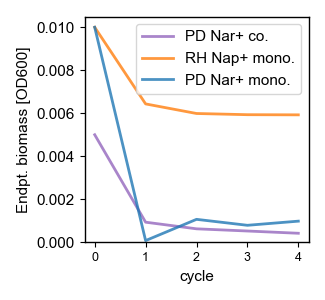 PD Nar+ co.
RH Nap+ mono.
PD Nar+ mono.
Endpt. biomass [OD600]
0.010
0.008
0.006
0.004
0.002
0.000
0 1 2 3 4
cycle